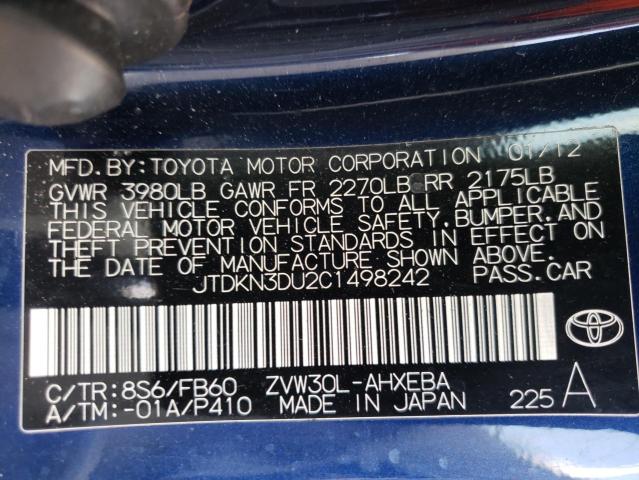 MFD. BY: TOYOTA MOTOR CORPORATION 01/12
GVWR 3980LB GAWR FR 2270LB RR 2175LB
THIS VEHICLE CONFORMS TO ALL APPLICABLE
FEDERAL MOTOR VEHICLE SAFETY, BUMPER, AND
THEFT PREVENTION STANDARDS IN EFFECT ON
THE DATE OF MANUFACTURE SHOWN ABOVE.
JTDKN3DU2C1498242 PASS. CAR
C/TR: 8S6/FB60 ZVW30L-AHXEBA
A/TM: -01A/P410 MADE IN JAPAN 225 A